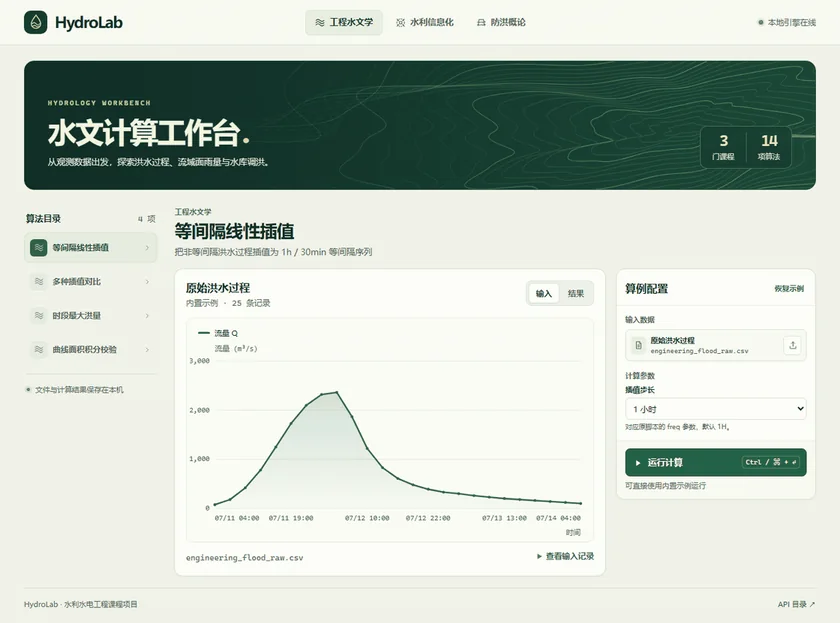 HydroLab
工程水文学
水利信息化
防洪概论
本地引擎在线
HYDROLOGY WORKBENCH
水文计算工作台.
从观测数据出发，探索洪水过程、流域面雨量与水库调洪。
3
门课程
14
项算法
算法目录
4 项
等间隔线性插值
多种插值对比
时段最大洪量
曲线面积积分校验
文件与计算结果保存在本机
工程水文学
等间隔线性插值
把非等间隔洪水过程插值为 1h / 30min 等间隔序列
原始洪水过程
内置示例 · 25 条记录
输入
结果
流量 Q
流量 (m³/s)
3,000
2,000
1,000
0
07/11 04:00
07/11 19:00
07/12 10:00
07/12 22:00
07/13 13:00
07/14 04:00
时间
engineering_flood_raw.csv
查看输入记录
算例配置
恢复示例
输入数据
原始洪水过程
engineering_flood_raw.csv
计算参数
插值步长
1 小时
对应原脚本的 freq 参数，默认 1H。
运行计算
Ctrl / ⌘ + ↵
可直接使用内置示例运行
HydroLab · 水利水电工程课程项目
API 目录 ↗